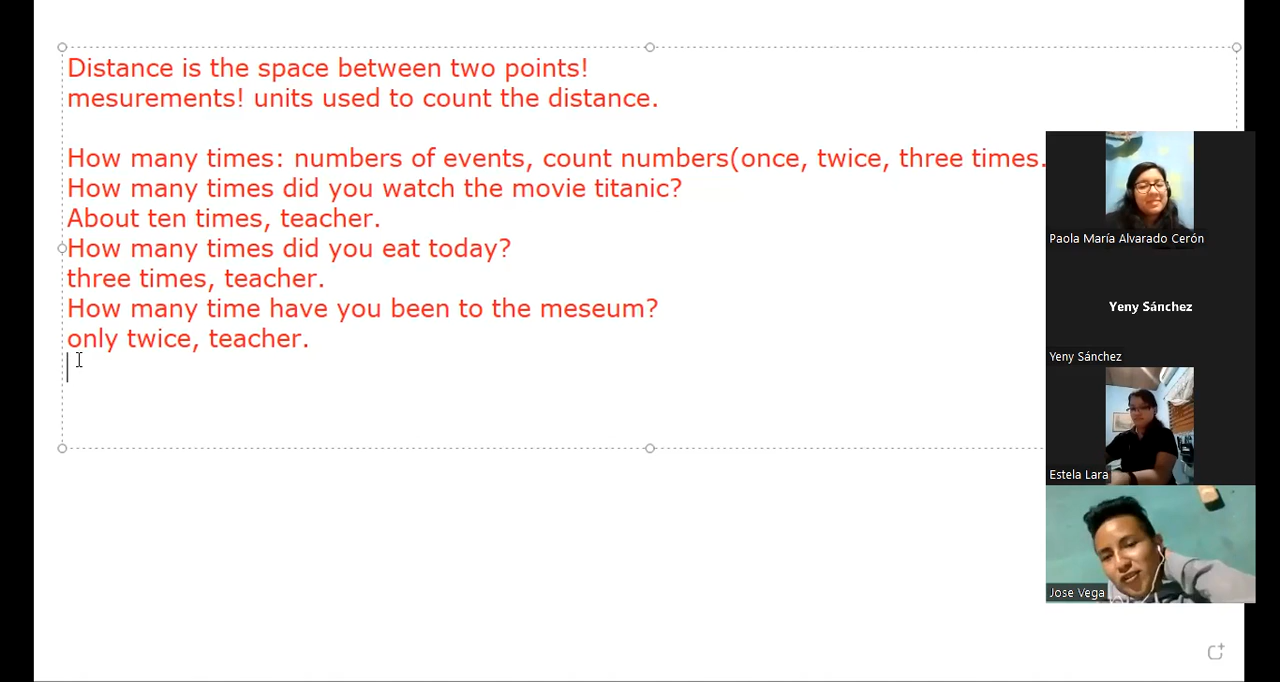 Distance is the space between two points!
mesurements! units used to count the distance.
How many times: numbers of events, count numbers(once, twice, three times.
How many times did you watch the movie titanic?
About ten times, teacher.
How many times did you eat today?
three times, teacher.
How many time have you been to the meseum?
only twice, teacher.
Paola María Alvarado Cerón
Yeny Sánchez
Yeny Sánchez
Estela Lara
Jose Vega